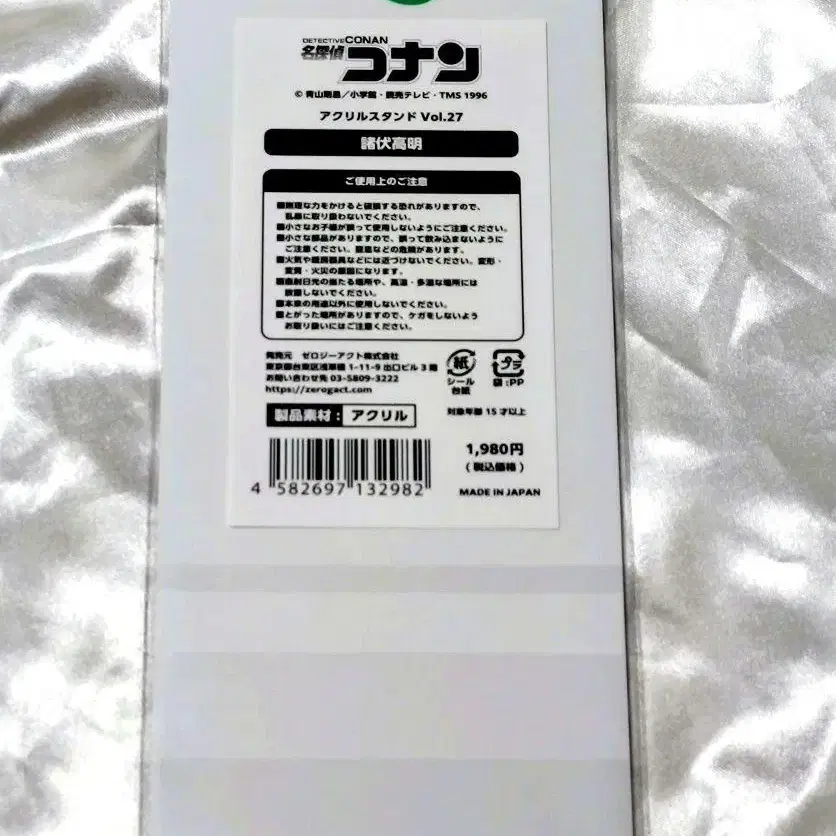 DETECTIVE CONAN
名探偵コナン
© 青山剛昌/小学館・読売テレビ・TMS 1996
アクリルスタンド Vol.27
諸伏高明
ご使用上のご注意
■無理な力をかけると破損する恐れがありますので、
乱暴に取り扱わないでください。
■小さなお子様が誤って使用しないようにご注意ください。
■小さな部品がありますので、誤って飲み込まないように
ご注意ください。窒息などの危険があります。
■火気や暖房器具などには近づけないでください。変形・
変質・火災の原因になります。
■直射日光の当たる場所や、高温・多湿な場所には
放置しないでください。
■本来の用途以外に使用しないでください。
■とがった場所がありますので、ケガをしないよう
お取り扱いにはご注意ください。
発売元 ゼロジーアクト株式会社
東京都台東区浅草橋 1-11-9 出口ビル 3 階
お問い合わせ先 03-5809-3222
https://zerogact.com
紙
シール
台紙
プラ
袋:PP
製品素材: アクリル
対象年齢 15 才以上
1,980円
(税込価格)
4 582697 132982
MADE IN JAPAN